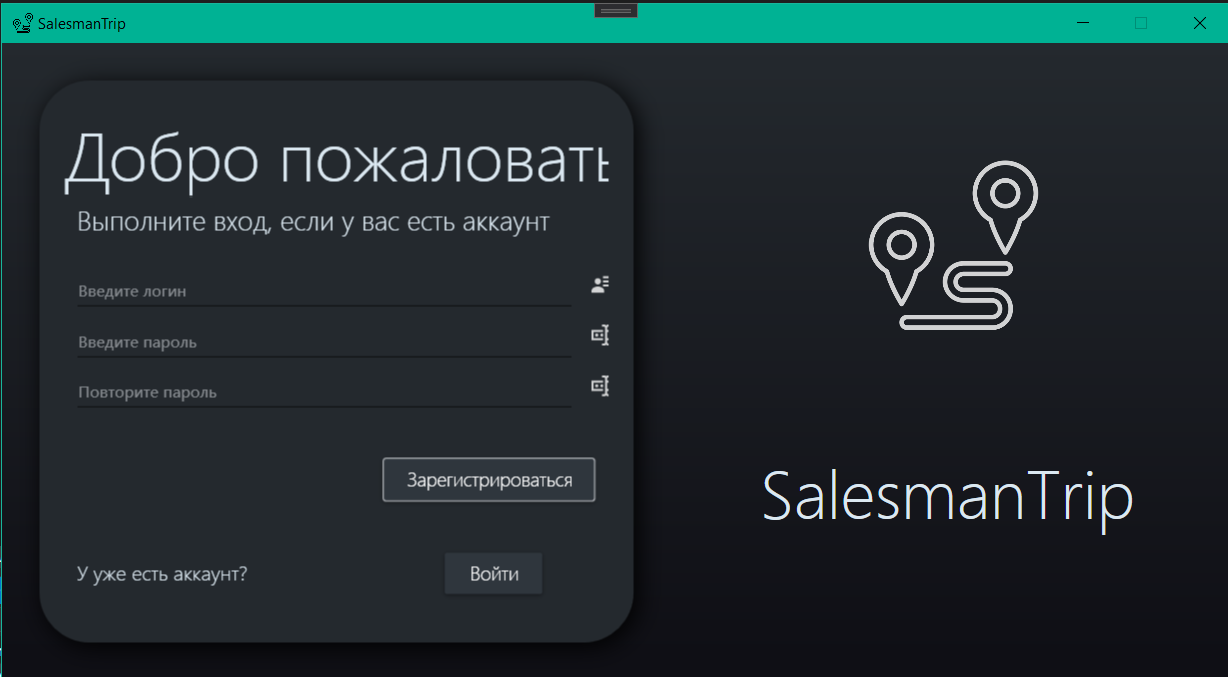 SalesmanTrip
Добро пожаловать
Выполните вход, если у вас есть аккаунт
Введите логин
Введите пароль
Повторите пароль
Зарегистрироваться
У уже есть аккаунт?
Войти
SalesmanTrip